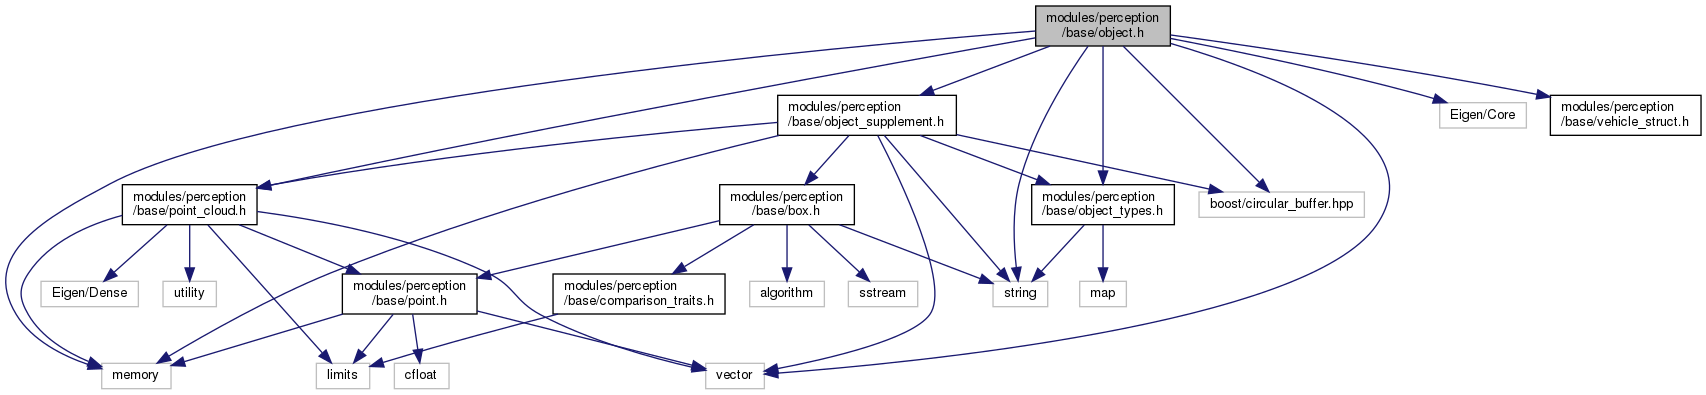 modules/perception
/base/object.h
modules/perception
/base/object_supplement.h
Eigen/Core
modules/perception
/base/vehicle_struct.h
modules/perception
/base/point_cloud.h
modules/perception
/base/box.h
modules/perception
/base/object_types.h
boost/circular_buffer.hpp
Eigen/Dense
utility
modules/perception
/base/point.h
modules/perception
/base/comparison_traits.h
algorithm
sstream
string
map
memory
limits
cfloat
vector